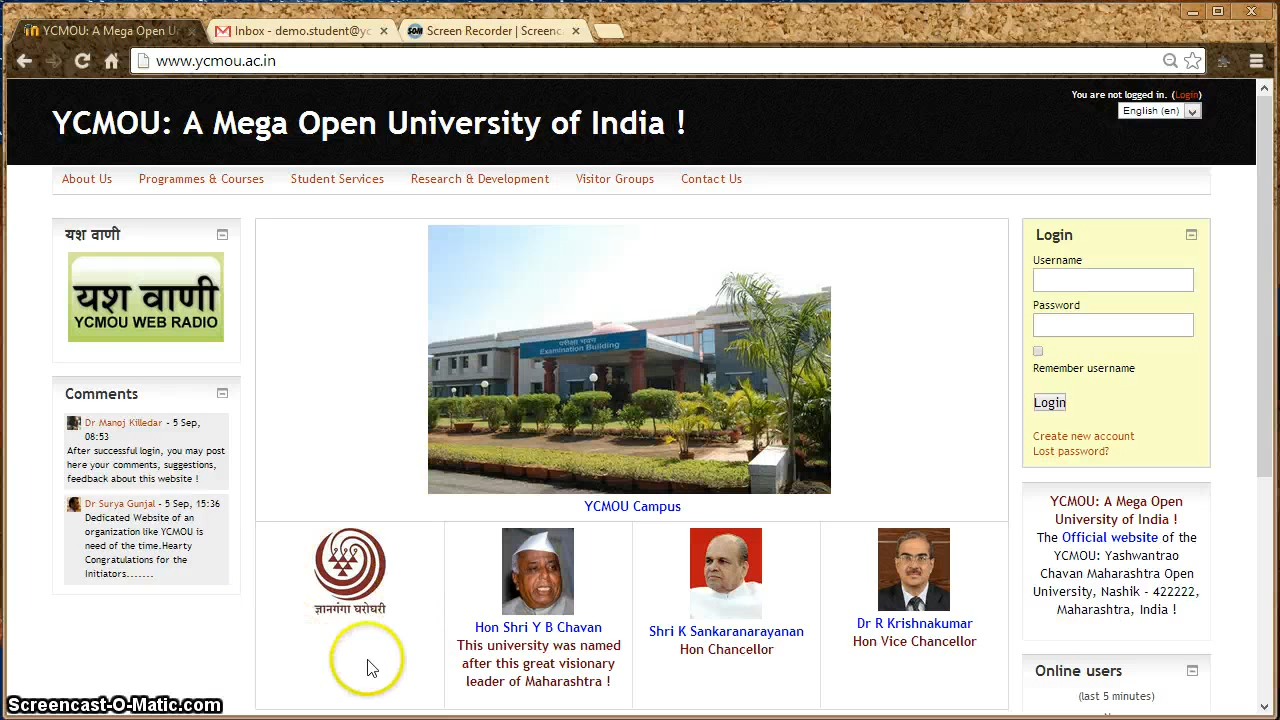 YCMOU: A Mega Open U
Inbox - demo.student@yc
Screen Recorder | Screenc
www.ycmou.ac.in
You are not logged in. (Login)
English (en)
YCMOU: A Mega Open University of India !
About Us
Programmes & Courses
Student Services
Research & Development
Visitor Groups
Contact Us
यश वाणी
यश वाणी
YCMOU WEB RADIO
Comments
Dr Manoj Killedar - 5 Sep,
08:53
After successful login, you may post
here your comments, suggestions,
feedback about this website !
Dr Surya Gunjal - 5 Sep, 15:36
Dedicated Website of an
organization like YCMOU is
need of the time.Hearty
Congratulations for the
Initiators.......
परीक्षा भवन
Examination Building
YCMOU Campus
ज्ञानगंगा घरोघरी
Hon Shri Y B Chavan
This university was named
after this great visionary
leader of Maharashtra !
Shri K Sankaranarayanan
Hon Chancellor
Dr R Krishnakumar
Hon Vice Chancellor
Login
Username
Password
Remember username
Login
Create new account
Lost password?
YCMOU: A Mega Open
University of India !
The Official website of the
YCMOU: Yashwantrao
Chavan Maharashtra Open
University, Nashik - 422222,
Maharashtra, India !
Online users
(last 5 minutes)
Screencast-O-Matic.com